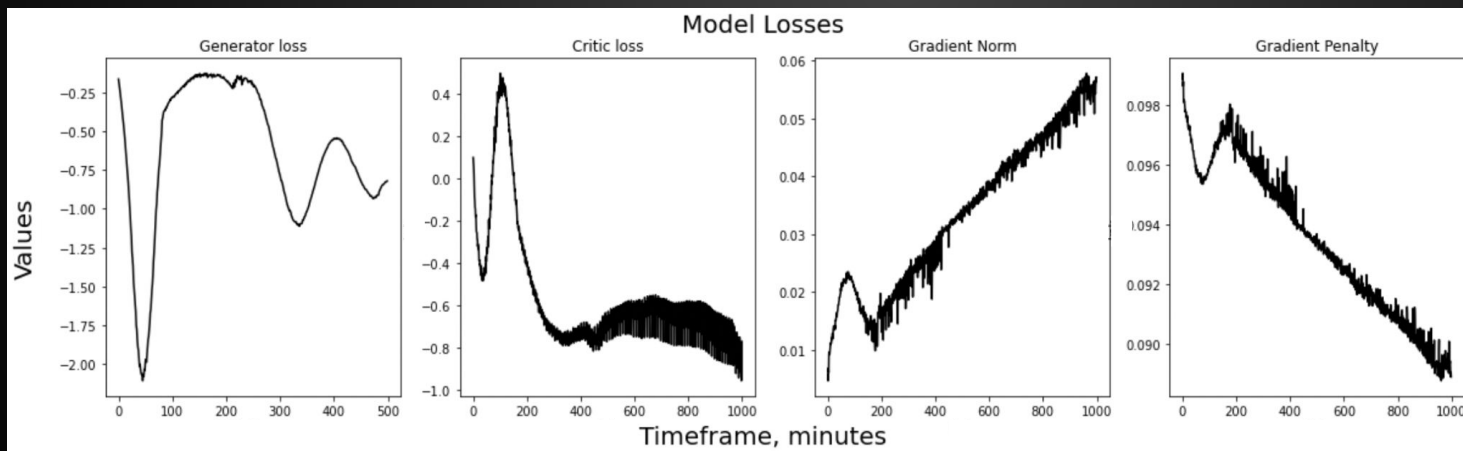 Model Losses
Generator loss
Critic loss
Gradient Norm
Gradient Penalty
Values
−0.25
−0.50
−0.75
−1.00
−1.25
−1.50
−1.75
−2.00
0 100 200 300 400 500
0.4
0.2
0.0
−0.2
−0.4
−0.6
−0.8
−1.0
0 200 400 600 800 1000
0.06
0.05
0.04
0.03
0.02
0.01
0 200 400 600 800 1000
0.098
0.096
0.094
0.092
0.090
0 200 400 600 800 1000
Timeframe, minutes